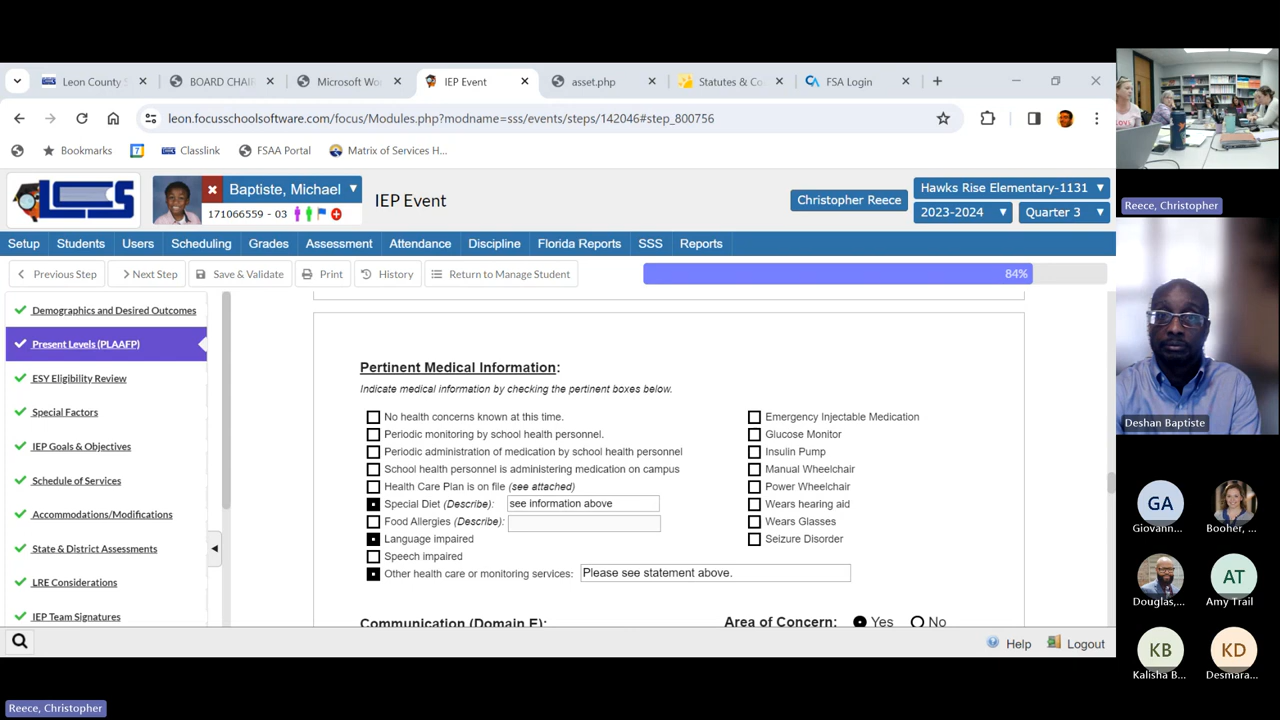 Leon County S
BOARD CHAIR
Microsoft Wo
IEP Event
asset.php
Statutes & Co
FSA Login
leon.focusschoolsoftware.com/focus/Modules.php?modname=sss/events/steps/142046#step_800756
Bookmarks
7
Classlink
FSAA Portal
Matrix of Services H...
LCS
Baptiste, Michael
171066559 - 03
IEP Event
Christopher Reece
Hawks Rise Elementary-1131
2023-2024
Quarter 3
Setup
Students
Users
Scheduling
Grades
Assessment
Attendance
Discipline
Florida Reports
SSS
Reports
Previous Step
Next Step
Save & Validate
Print
History
Return to Manage Student
84%
Demographics and Desired Outcomes
Present Levels (PLAAFP)
ESY Eligibility Review
Special Factors
IEP Goals & Objectives
Schedule of Services
Accommodations/Modifications
State & District Assessments
LRE Considerations
IEP Team Signatures
Pertinent Medical Information:
Indicate medical information by checking the pertinent boxes below.
No health concerns known at this time.
Periodic monitoring by school health personnel.
Periodic administration of medication by school health personnel
School health personnel is administering medication on campus
Health Care Plan is on file (see attached)
Special Diet (Describe): see information above
Food Allergies (Describe):
Language impaired
Speech impaired
Other health care or monitoring services: Please see statement above.
Emergency Injectable Medication
Glucose Monitor
Insulin Pump
Manual Wheelchair
Power Wheelchair
Wears hearing aid
Wears Glasses
Seizure Disorder
Communication (Domain E):
Area of Concern: Yes No
Help
Logout
Reece, Christopher
Reece, Christopher
Deshan Baptiste
GA
Giovann...
Booher, ...
Douglas,...
AT
Amy Trail
KB
Kalisha B...
KD
Desmara...